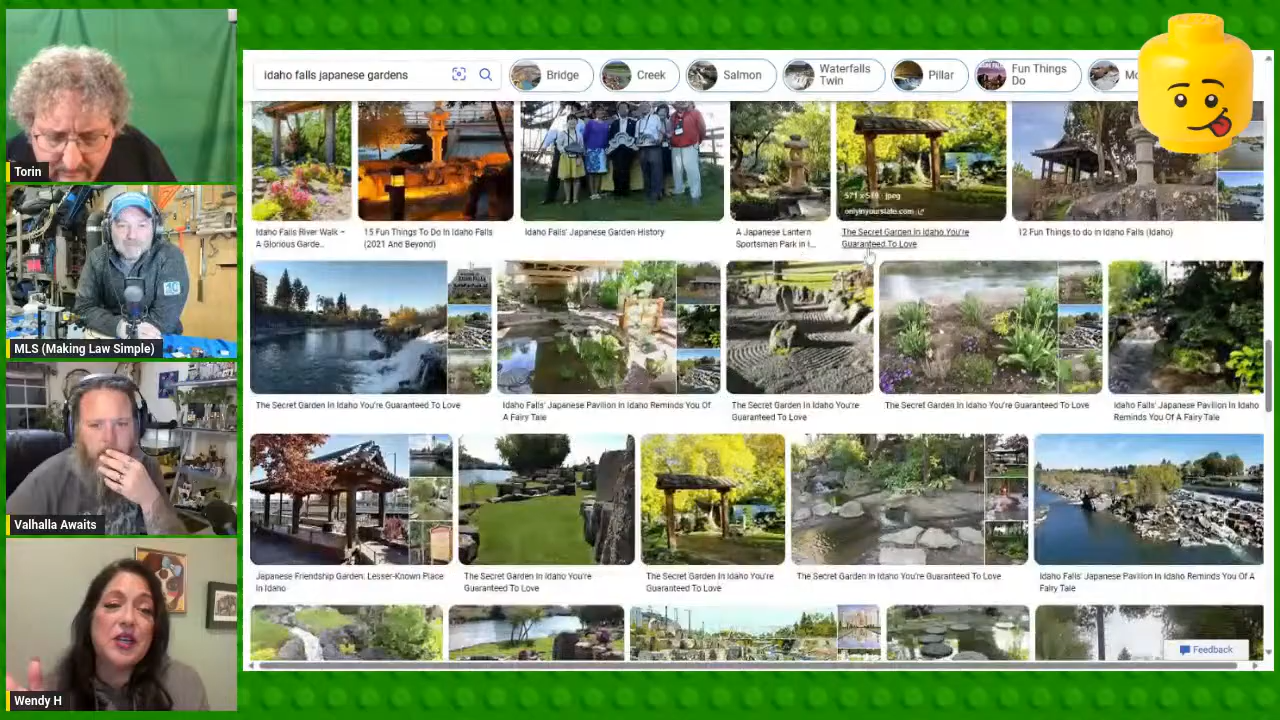 Torin
MLS (Making Law Simple)
Valhalla Awaits
Wendy H
idaho falls japanese gardens
Bridge
Creek
Salmon
Waterfalls
Twin
Pillar
Fun Things
Do
Idaho Falls River Walk –
A Glorious Garde...
15 Fun Things To Do In Idaho Falls
(2021 And Beyond)
Idaho Falls' Japanese Garden History
A Japanese Lantern
Sportsman Park in I...
571 x 519 · jpeg
onlyinyourstate.com
The Secret Garden In Idaho You're
Guaranteed To Love
12 Fun Things to do in Idaho Falls (Idaho)
The Secret Garden In Idaho You're Guaranteed To Love
Idaho Falls' Japanese Pavilion In Idaho Reminds You Of
A Fairy Tale
The Secret Garden In Idaho You're
Guaranteed To Love
The Secret Garden In Idaho You're Guaranteed To Love
Idaho Falls' Japanese Pavilion In Idaho
Reminds You Of A Fairy Tale
Japanese Friendship Garden: Lesser-Known Place
in Idaho
The Secret Garden In Idaho You're
Guaranteed To Love
The Secret Garden In Idaho You're
Guaranteed To Love
The Secret Garden In Idaho You're Guaranteed To Love
Idaho Falls' Japanese Pavilion In Idaho Reminds You Of A
Fairy Tale
Feedback